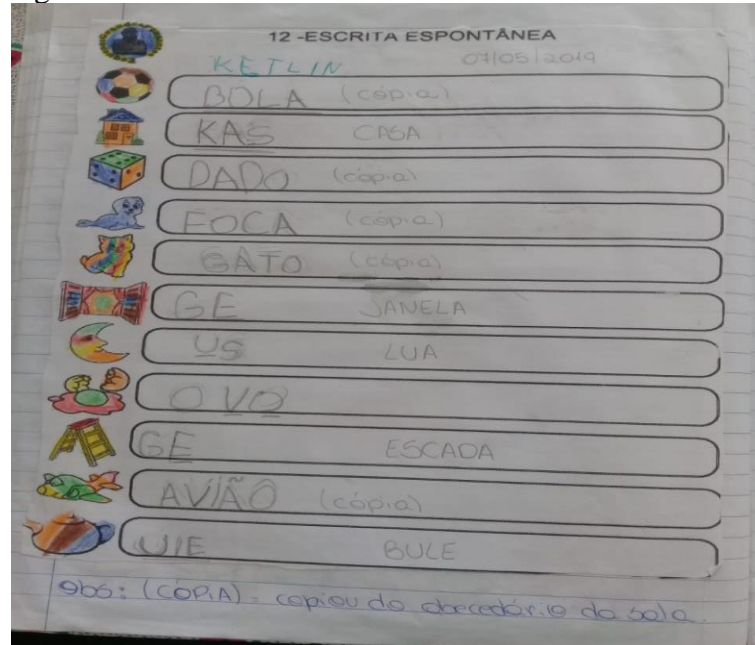 12 -ESCRITA ESPONTÂNEA
KETLIN 07/05/2019
BOLA (cópia)
KAS CASA
DADO (cópia)
FOCA (cópia)
GATO (cópia)
GE JANELA
US LUA
OVO
GE ESCADA
AVIÃO (cópia)
UIE BULE
Obs: (CÓPIA) - copiou do abecedário da sala.